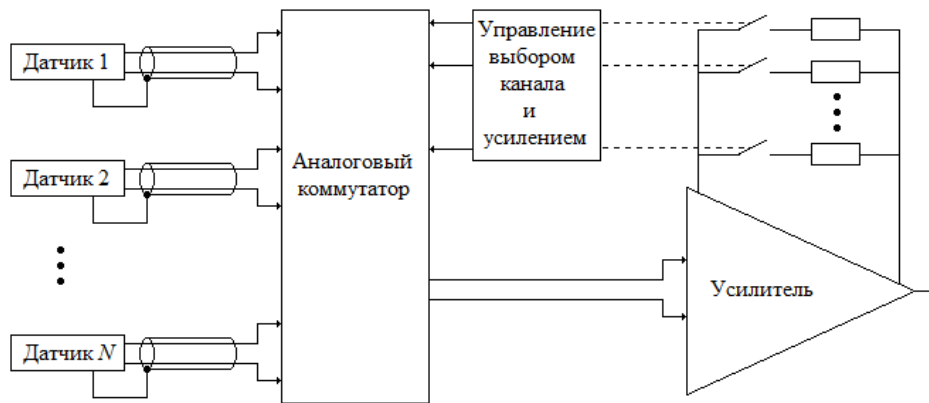 Датчик 1
Датчик 2
Датчик N
Аналоговый
коммутатор
Управление
выбором
канала
и
усилением
Усилитель